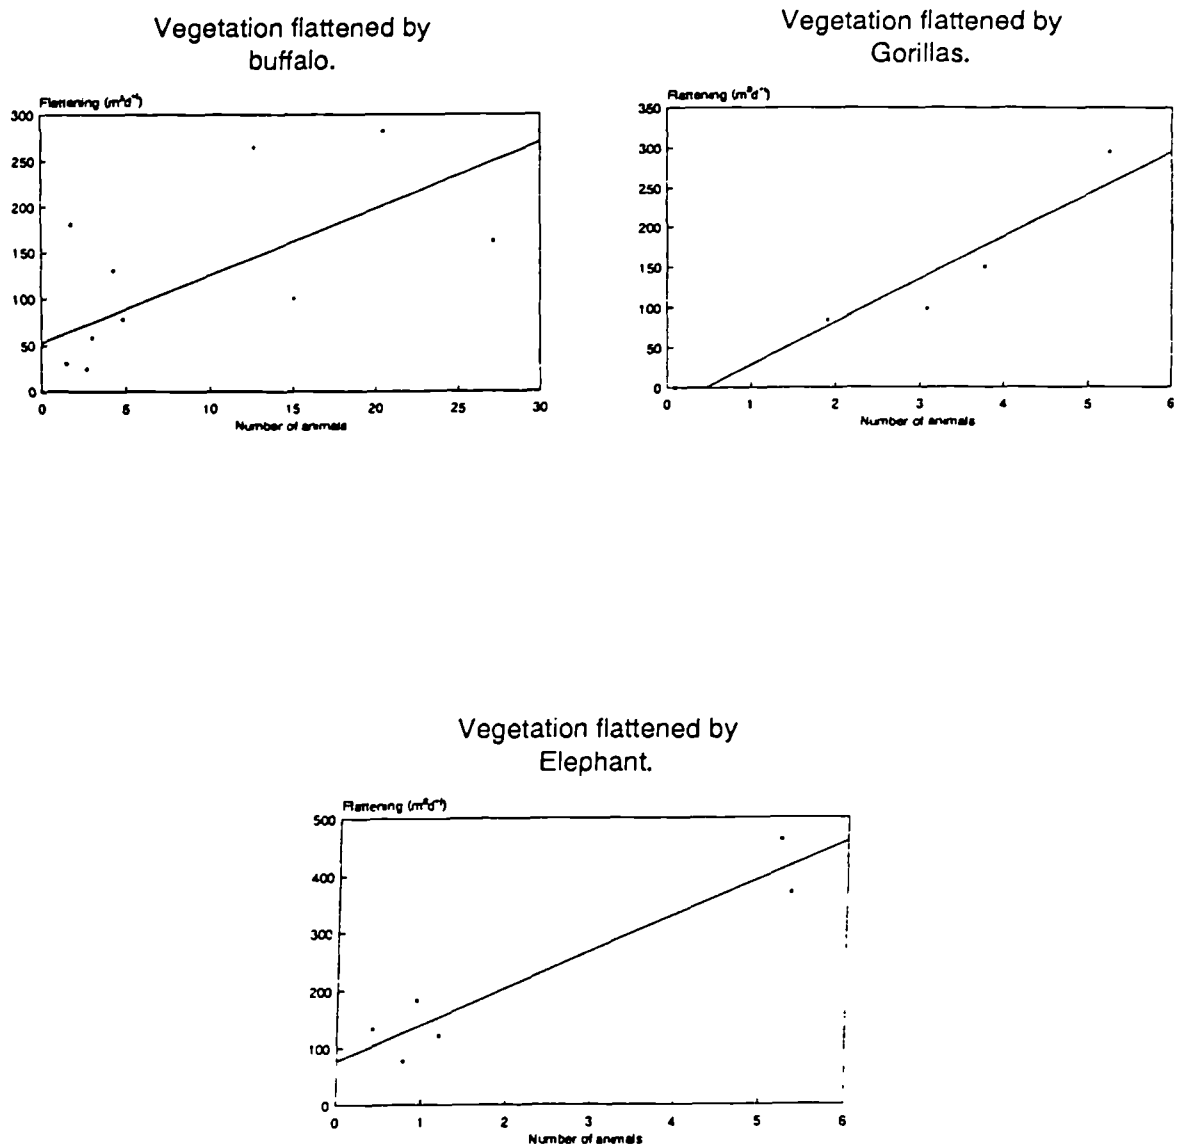 Vegetation flattened by
buffalo.
Flattening (m²d⁻¹)
300
250
200
150
100
50
0
0 5 10 15 20 25 30
Number of animals
Vegetation flattened by
Gorillas.
Flattening (m²d⁻¹)
350
300
250
200
150
100
50
0
0 1 2 3 4 5 6
Number of animals
Vegetation flattened by
Elephant.
Flattening (m²d⁻¹)
500
400
300
200
100
0
0 1 2 3 4 5 6
Number of animals